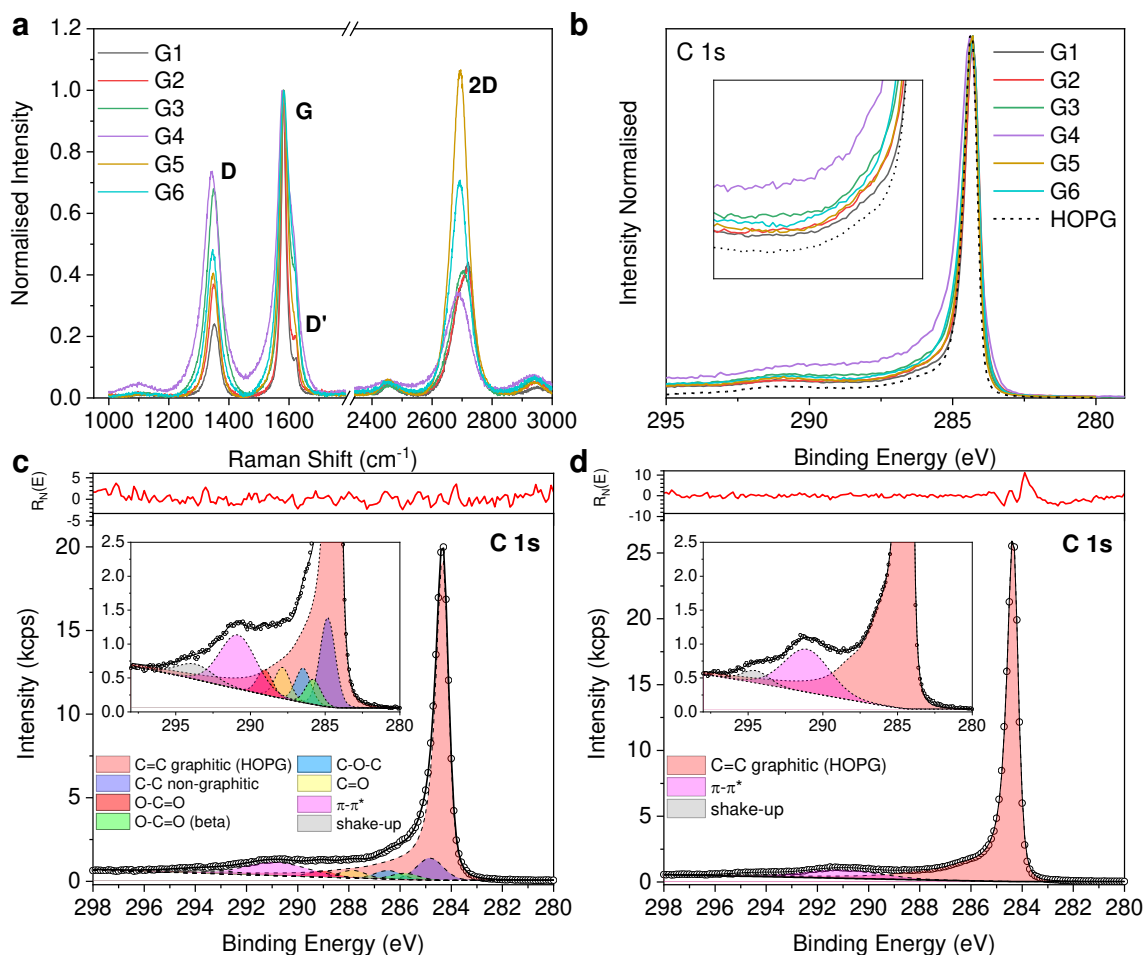 a
1.2
1.0
0.8
0.6
0.4
0.2
0.0
Normalised Intensity
G1
G2
G3
G4
G5
G6
D
G
D'
2D
1000 1200 1400 1600 2400 2600 2800 3000
Raman Shift (cm⁻¹)
b
C 1s
Intensity Normalised
G1
G2
G3
G4
G5
G6
HOPG
295 290 285 280
Binding Energy (eV)
c
R_N(E)
5
0
-5
C 1s
20
15
10
5
0
Intensity (kcps)
2.5
2.0
1.5
1.0
0.5
0.0
295 290 285 280
C=C graphitic (HOPG)
C-C non-graphitic
O-C=O
O-C=O (beta)
C-O-C
C=O
π-π*
shake-up
298 296 294 292 290 288 286 284 282 280
Binding Energy (eV)
d
R_N(E)
10
0
-10
C 1s
25
20
15
10
5
0
Intensity (kcps)
2.5
2.0
1.5
1.0
0.5
0.0
295 290 285 280
C=C graphitic (HOPG)
π-π*
shake-up
298 296 294 292 290 288 286 284 282 280
Binding Energy (eV)